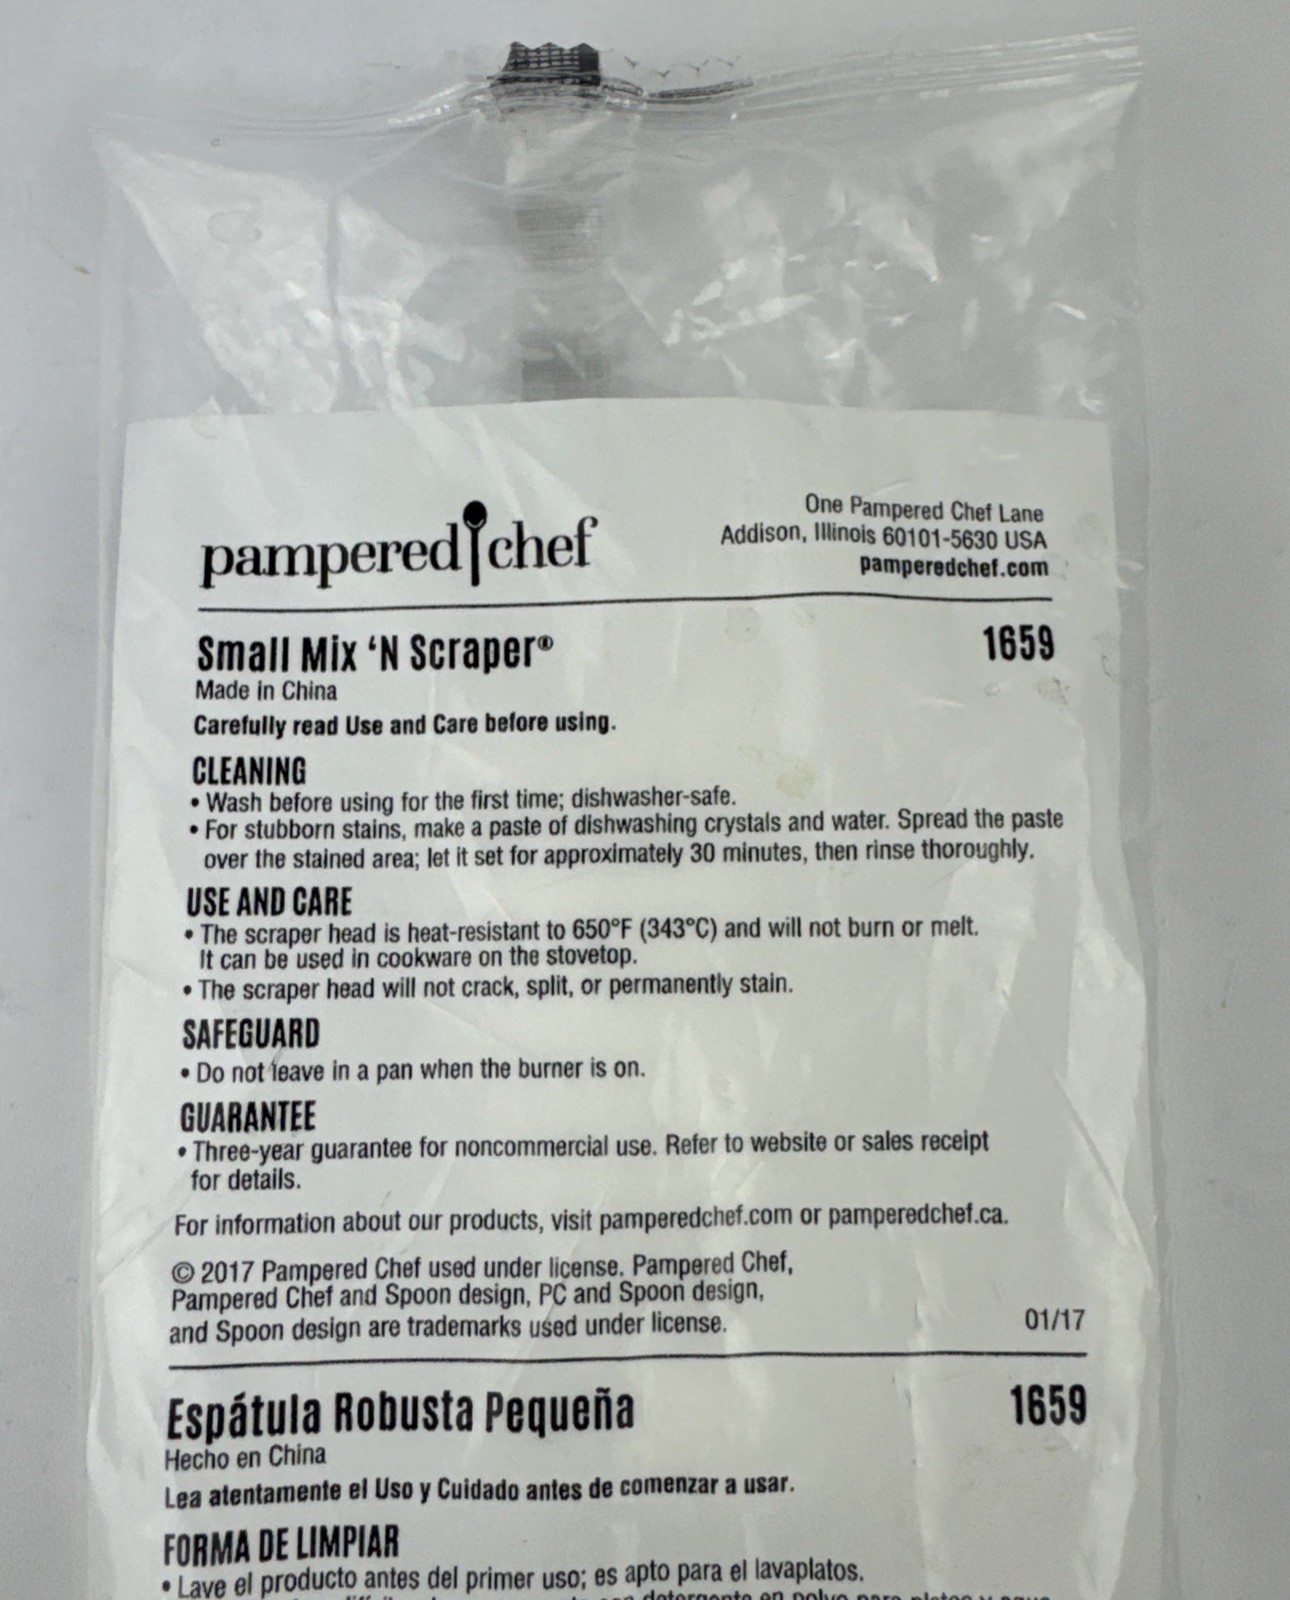 pampered chef
One Pampered Chef Lane
Addison, Illinois 60101-5630 USA
pamperedchef.com
Small Mix ‘N Scraper® 1659
Made in China
Carefully read Use and Care before using.
CLEANING
• Wash before using for the first time; dishwasher-safe.
• For stubborn stains, make a paste of dishwashing crystals and water. Spread the paste
over the stained area; let it set for approximately 30 minutes, then rinse thoroughly.
USE AND CARE
• The scraper head is heat-resistant to 650°F (343°C) and will not burn or melt.
It can be used in cookware on the stovetop.
• The scraper head will not crack, split, or permanently stain.
SAFEGUARD
• Do not leave in a pan when the burner is on.
GUARANTEE
• Three-year guarantee for noncommercial use. Refer to website or sales receipt
for details.
For information about our products, visit pamperedchef.com or pamperedchef.ca.
© 2017 Pampered Chef used under license. Pampered Chef,
Pampered Chef and Spoon design, PC and Spoon design,
and Spoon design are trademarks used under license. 01/17
Espátula Robusta Pequeña 1659
Hecho en China
Lea atentamente el Uso y Cuidado antes de comenzar a usar.
FORMA DE LIMPIAR
• Lave el producto antes del primer uso; es apto para el lavaplatos.
detergente en polvo para platos y agua